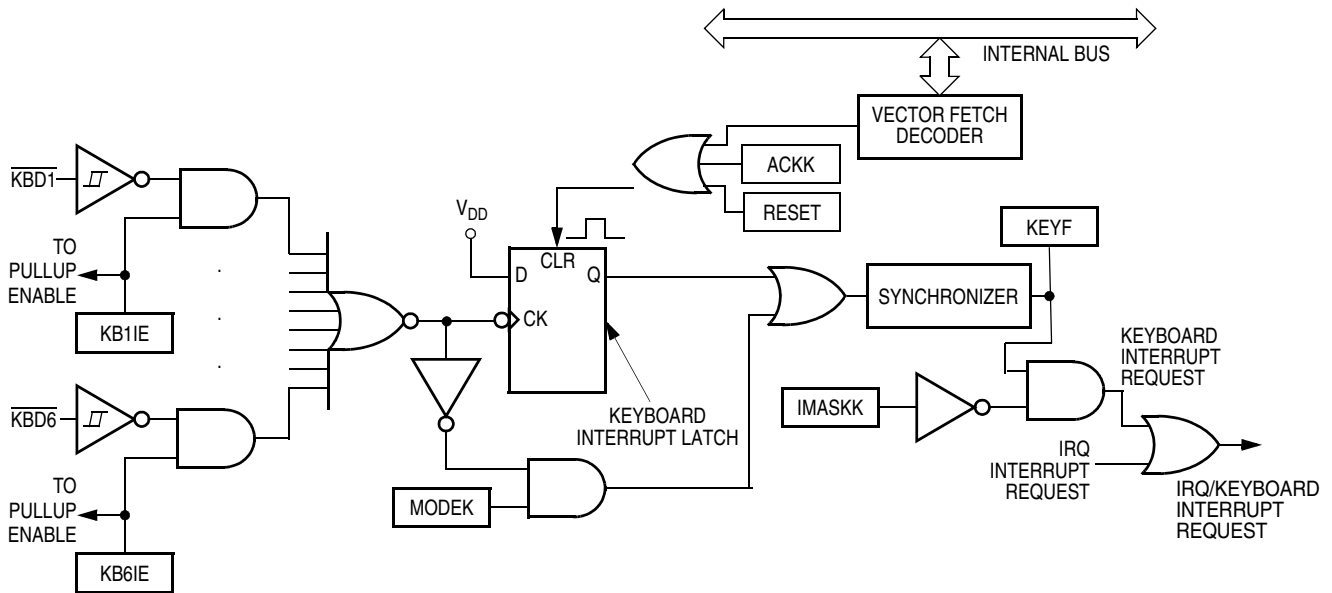 INTERNAL BUS
VECTOR FETCH
DECODER
ACKK
RESET
KBD1
TO
PULLUP
ENABLE
KB1IE
VDD
D
CLR
Q
CK
KEYF
SYNCHRONIZER
KEYBOARD
INTERRUPT
REQUEST
KBD6
TO
PULLUP
ENABLE
KB6IE
KEYBOARD
INTERRUPT LATCH
MODEK
IMASKK
IRQ
INTERRUPT
REQUEST
IRQ/KEYBOARD
INTERRUPT
REQUEST